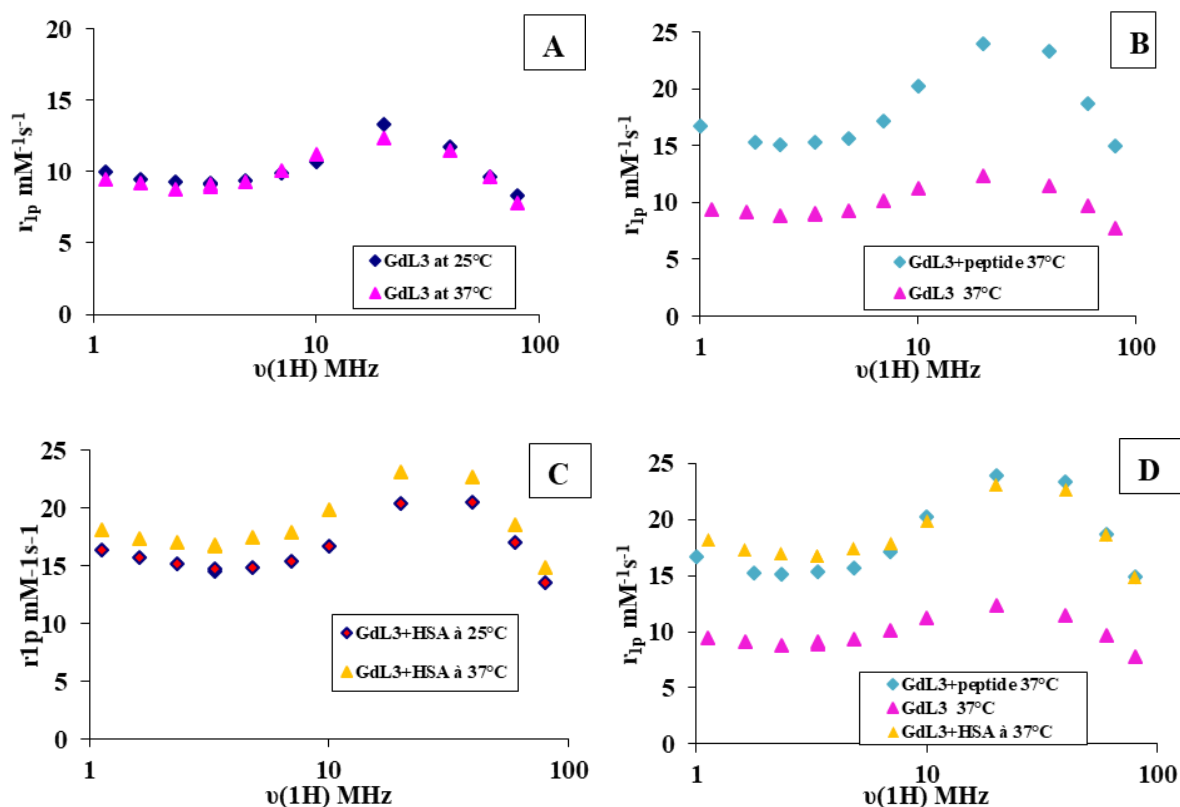 A
20
15
10
5
0
r1p mM-1s-1
GdL3 at 25°C
GdL3 at 37°C
1
10
100
υ(1H) MHz
B
25
20
15
10
5
0
r1p mM-1s-1
GdL3+peptide 37°C
GdL3 37°C
1
10
100
υ(1H) MHz
C
25
20
15
10
5
0
r1p mM-1s-1
GdL3+HSA à 25°C
GdL3+HSA à 37°C
1
10
100
υ(1H) MHz
D
25
20
15
10
5
0
r1p mM-1s-1
GdL3+peptide 37°C
GdL3 37°C
GdL3+HSA à 37°C
1
10
100
υ(1H) MHz